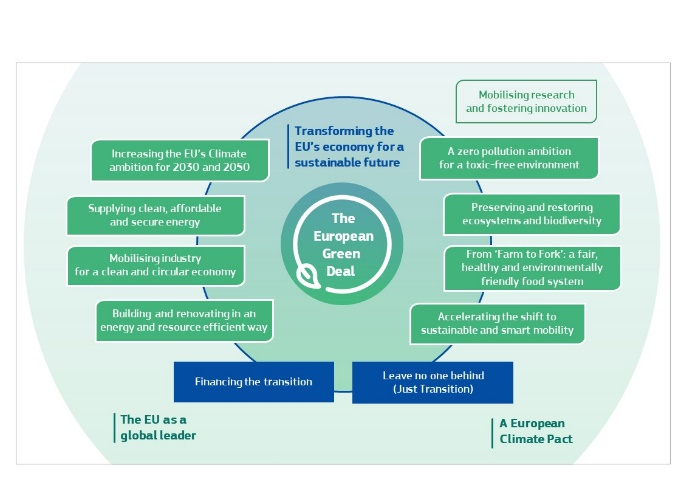 Mobilising research
and fostering innovation
Transforming the
EU's economy for a
sustainable future
Increasing the EU's Climate
ambition for 2030 and 2050
A zero pollution ambition
for a toxic-free environment
Supplying clean, affordable
and secure energy
Preserving and restoring
ecosystems and biodiversity
The
European
Green
Deal
Mobilising industry
for a clean and circular economy
From 'Farm to Fork': a fair,
healthy and environmentally
friendly food system
Building and renovating in an
energy and resource efficient way
Accelerating the shift to
sustainable and smart mobility
Financing the transition
Leave no one behind
(Just Transition)
The EU as a
global leader
A European
Climate Pact